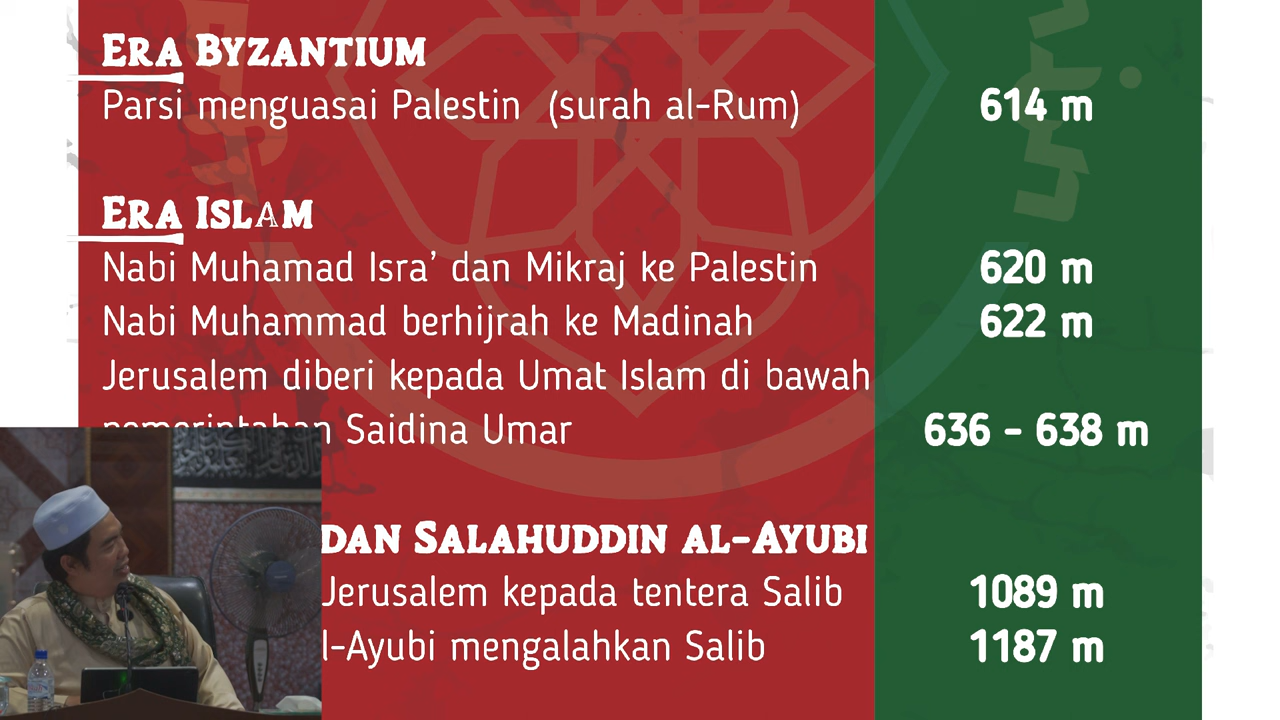 ERA BYZANTIUM
Parsi menguasai Palestin (surah al-Rum) 614 m
ERA ISLAM
Nabi Muhamad Isra’ dan Mikraj ke Palestin 620 m
Nabi Muhammad berhijrah ke Madinah 622 m
Jerusalem diberi kepada Umat Islam di bawah
pemerintahan Saidina Umar 636 - 638 m
DAN SALAHUDDIN AL-AYUBI
Jerusalem kepada tentera Salib 1089 m
l-Ayubi mengalahkan Salib 1187 m